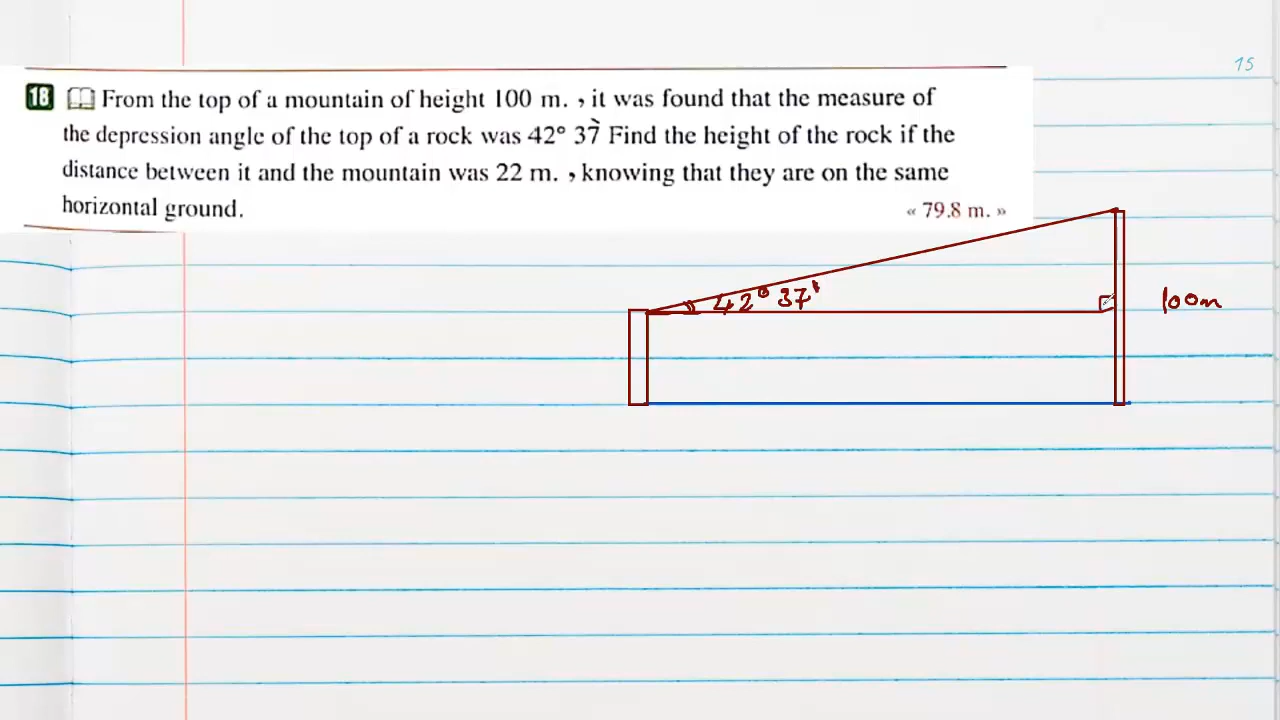 15
18 From the top of a mountain of height 100 m. , it was found that the measure of
the depression angle of the top of a rock was 42° 37̀ Find the height of the rock if the
distance between it and the mountain was 22 m. , knowing that they are on the same
horizontal ground.
« 79.8 m. »
42° 37'
100m